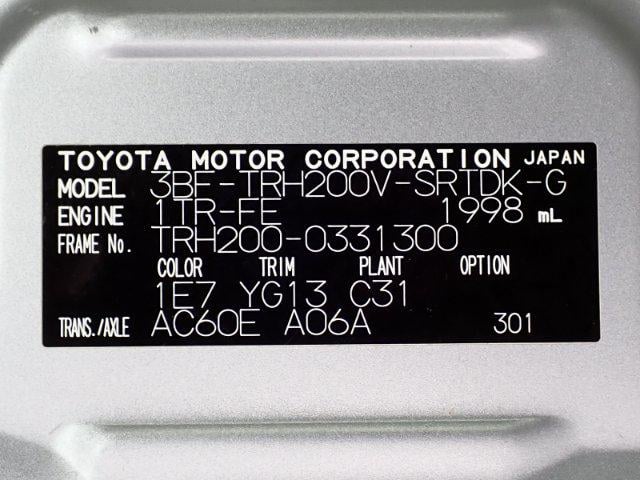 TOYOTA MOTOR CORPORATION JAPAN
MODEL 3BF-TRH200V-SRTDK-G
ENGINE 1TR-FE 1998 mL
FRAME No. TRH200-0331300
COLOR TRIM PLANT OPTION
1E7 YG13 C31
TRANS./AXLE AC60E A06A 301